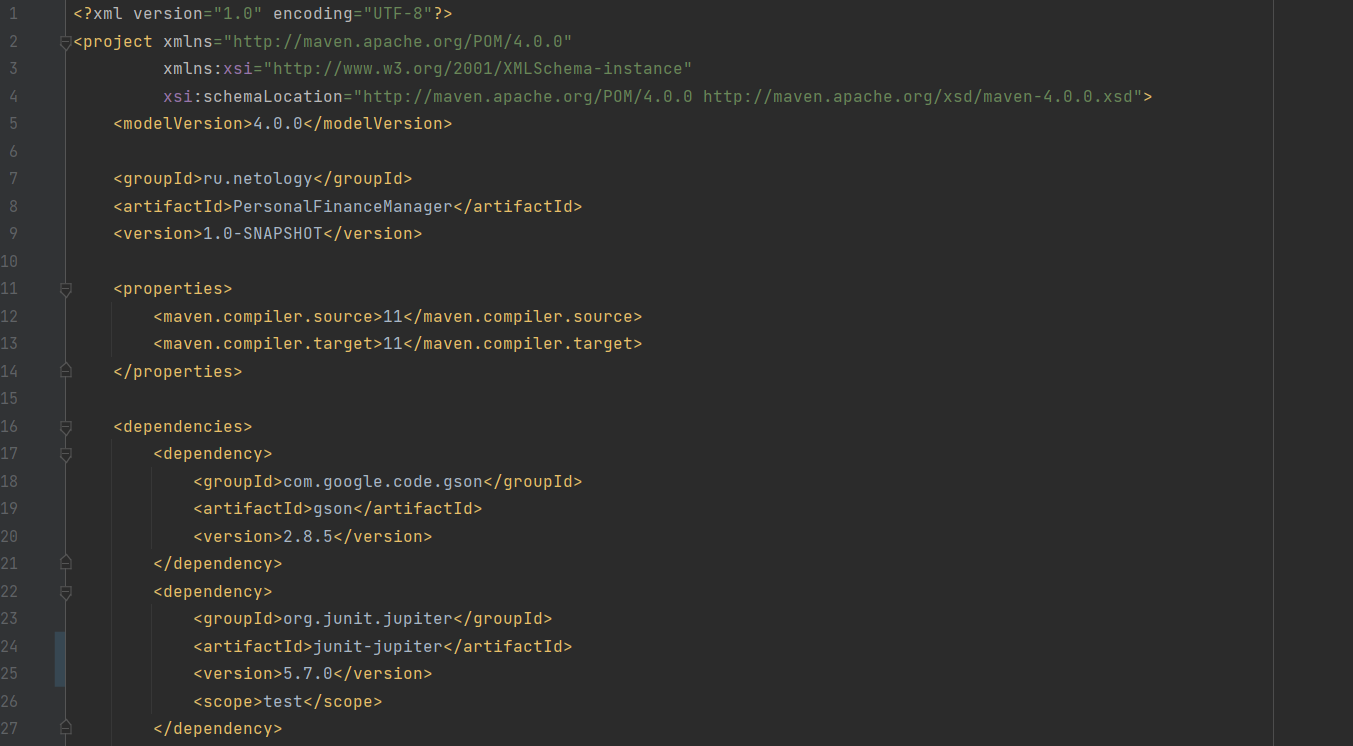 1 <?xml version="1.0" encoding="UTF-8"?>
2 <project xmlns="http://maven.apache.org/POM/4.0.0"
3          xmlns:xsi="http://www.w3.org/2001/XMLSchema-instance"
4          xsi:schemaLocation="http://maven.apache.org/POM/4.0.0 http://maven.apache.org/xsd/maven-4.0.0.xsd">
5     <modelVersion>4.0.0</modelVersion>
6
7     <groupId>ru.netology</groupId>
8     <artifactId>PersonalFinanceManager</artifactId>
9     <version>1.0-SNAPSHOT</version>
10
11     <properties>
12         <maven.compiler.source>11</maven.compiler.source>
13         <maven.compiler.target>11</maven.compiler.target>
14     </properties>
15
16     <dependencies>
17         <dependency>
18             <groupId>com.google.code.gson</groupId>
19             <artifactId>gson</artifactId>
20             <version>2.8.5</version>
21         </dependency>
22         <dependency>
23             <groupId>org.junit.jupiter</groupId>
24             <artifactId>junit-jupiter</artifactId>
25             <version>5.7.0</version>
26             <scope>test</scope>
27         </dependency>